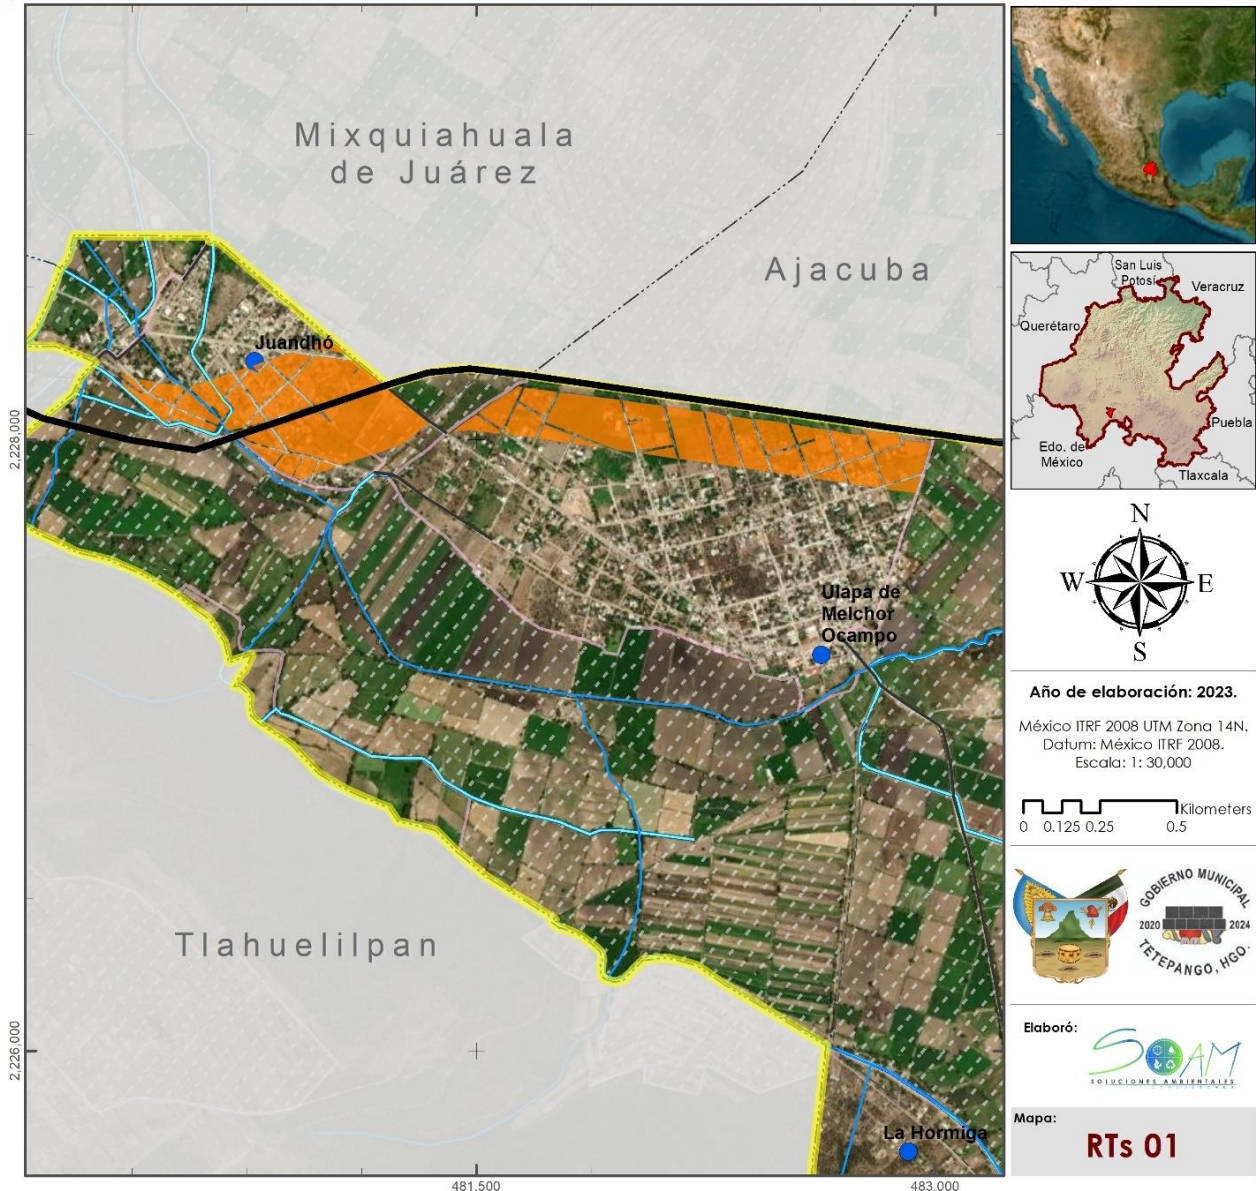 Mixquiahuala
de Juárez
Ajacuba
Juandhó
Ulapa de
Melchor
Ocampo
Tlahuelilpan
La Hormiga
2,228,000
2,226,000
481,500
483,000
San Luis
Potosí
Veracruz
Querétaro
Puebla
Edo. de
México
Tlaxcala
N
W
E
S
Año de elaboración: 2023.
México ITRF 2008 UTM Zona 14N.
Datum: México ITRF 2008.
Escala: 1: 30,000
Kilometers
0 0.125 0.25 0.5
GOBIERNO MUNICIPAL
2020 2024
TETEPANGO, HGO.
Elaboró:
SOAM
SOLUCIONES AMBIENTALES
Mapa:
RTs 01